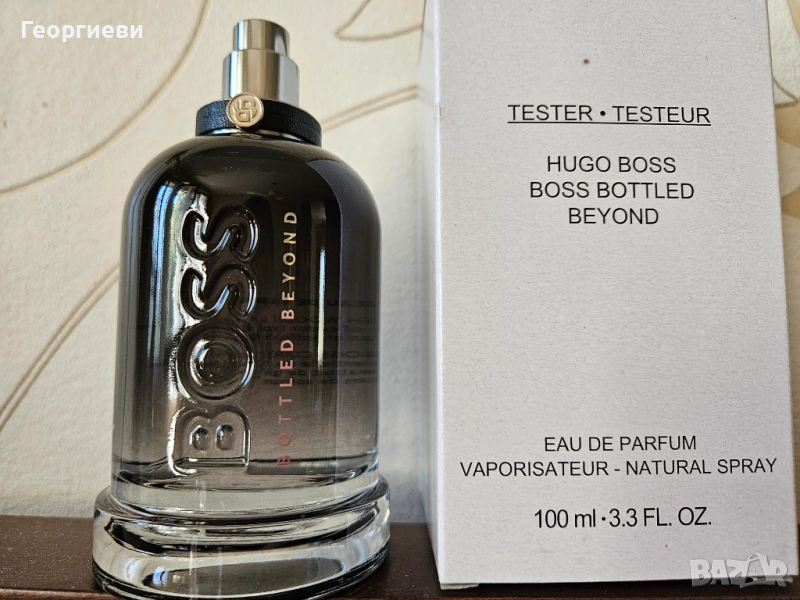 Георгиеви
BOSS
BOTTLED BEYOND
TESTER • TESTEUR
HUGO BOSS
BOSS BOTTLED
BEYOND
EAU DE PARFUM
VAPORISATEUR - NATURAL SPRAY
100 ml • 3.3 FL. OZ.
BAZAR